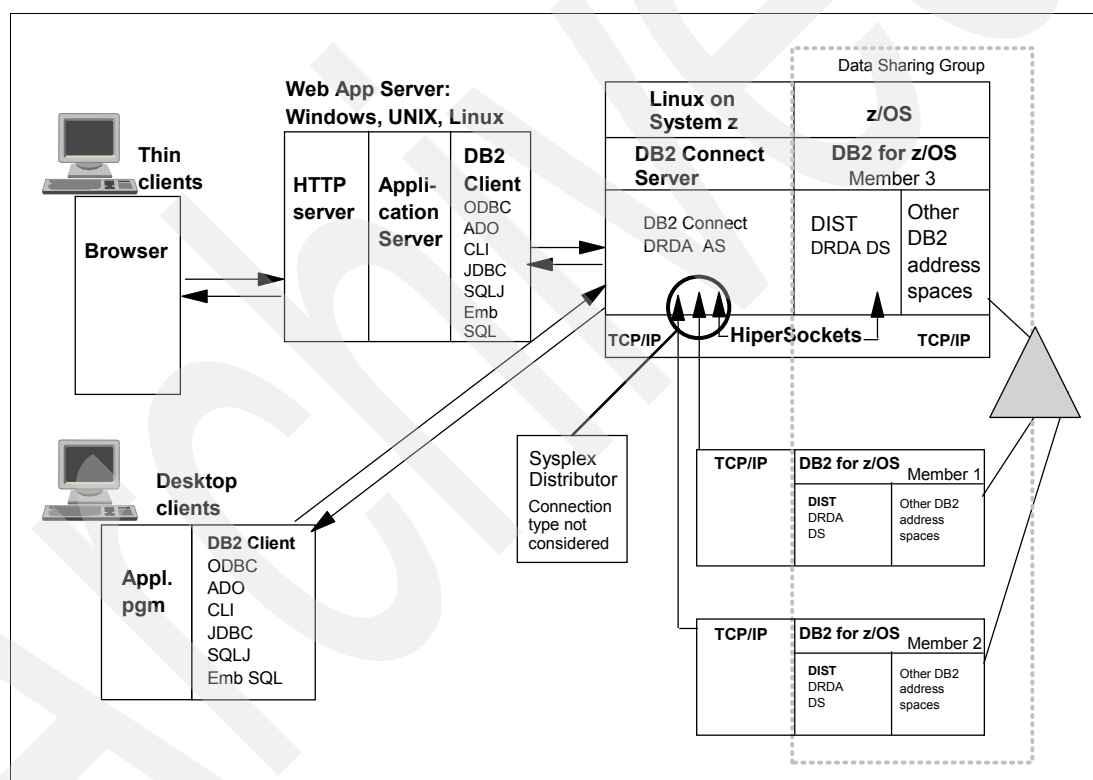 Data Sharing Group
Web App Server:
Windows, UNIX, Linux
Thin
clients
Browser
HTTP
server
Appli-
cation
Server
DB2
Client
ODBC
ADO
CLI
JDBC
SQLJ
Emb
SQL
Linux on
System z
z/OS
DB2 Connect
Server
DB2 for z/OS
Member 3
DB2 Connect
DRDA AS
DIST
DRDA DS
Other
DB2
address
spaces
TCP/IP
HiperSockets
TCP/IP
Desktop
clients
Appl.
pgm
DB2 Client
ODBC
ADO
CLI
JDBC
SQLJ
Emb SQL
Sysplex
Distributor
Connection
type not
considered
TCP/IP
DB2 for z/OS
Member 1
DIST
DRDA
DS
Other DB2
address
spaces
TCP/IP
DB2 for z/OS
Member 2
DIST
DRDA
DS
Other DB2
address
spaces